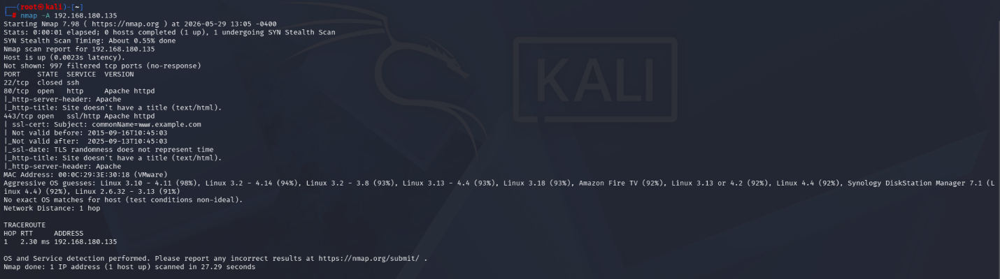 ┌──(root㉿kali)-[~]
└─# nmap -A 192.168.180.135
Starting Nmap 7.98 ( https://nmap.org ) at 2026-05-29 13:05 -0400
Stats: 0:00:01 elapsed; 0 hosts completed (1 up), 1 undergoing SYN Stealth Scan
SYN Stealth Scan Timing: About 0.55% done
Nmap scan report for 192.168.180.135
Host is up (0.0023s latency).
Not shown: 997 filtered tcp ports (no-response)
PORT    STATE  SERVICE  VERSION
22/tcp  closed ssh
80/tcp  open   http     Apache httpd
|_http-server-header: Apache
|_http-title: Site doesn't have a title (text/html).
443/tcp open   ssl/http Apache httpd
| ssl-cert: Subject: commonName=www.example.com
| Not valid before: 2015-09-16T10:45:03
|_Not valid after:  2025-09-13T10:45:03
|_ssl-date: TLS randomness does not represent time
|_http-title: Site doesn't have a title (text/html).
|_http-server-header: Apache
MAC Address: 00:0C:29:3E:30:18 (VMware)
Aggressive OS guesses: Linux 3.10 - 4.11 (98%), Linux 3.2 - 4.14 (94%), Linux 3.2 - 3.8 (93%), Linux 3.13 - 4.4 (93%), Linux 3.18 (93%), Amazon Fire TV (92%), Linux 3.13 or 4.2 (92%), Linux 4.4 (92%), Synology DiskStation Manager 7.1 (L
inux 4.4) (92%), Linux 2.6.32 - 3.13 (91%)
No exact OS matches for host (test conditions non-ideal).
Network Distance: 1 hop

TRACEROUTE
HOP RTT     ADDRESS
1   2.30 ms 192.168.180.135

OS and Service detection performed. Please report any incorrect results at https://nmap.org/submit/ .
Nmap done: 1 IP address (1 host up) scanned in 27.29 seconds
KALI